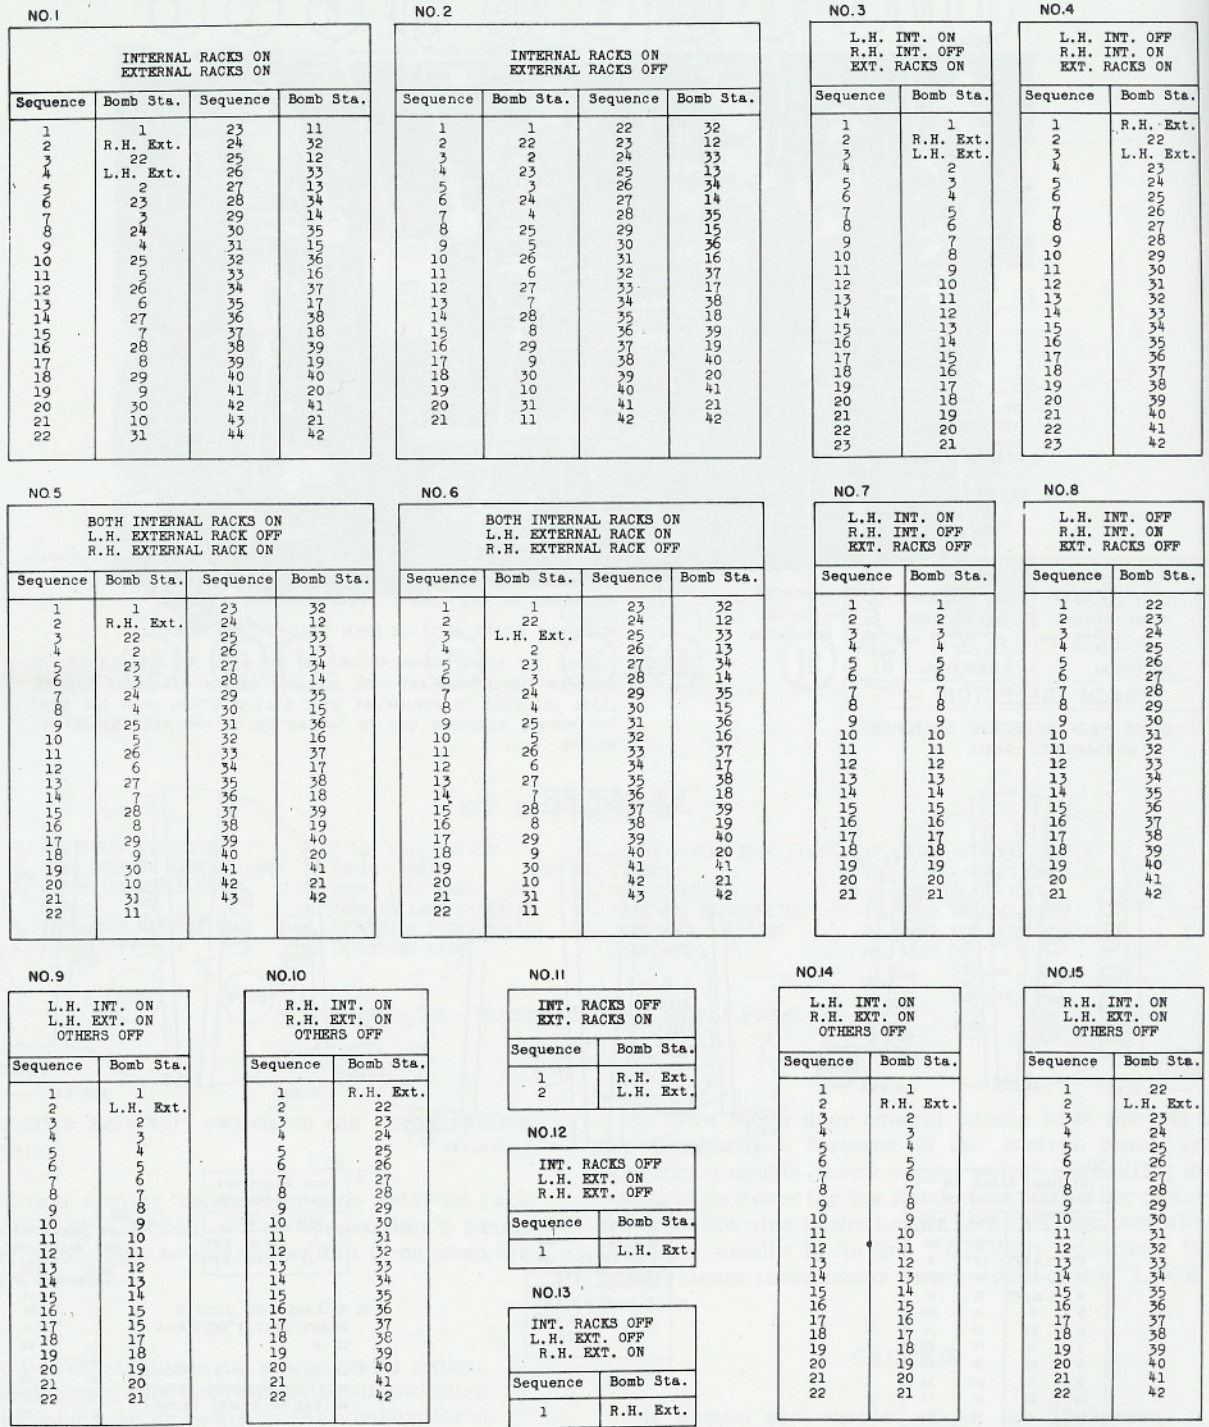 NO.1
INTERNAL RACKS ON
EXTERNAL RACKS ON
Sequence Bomb Sta. Sequence Bomb Sta.
1 1 23 11
2 R.H. Ext. 24 32
3 22 25 12
4 L.H. Ext. 26 33
5 2 27 13
6 23 28 34
7 3 29 14
8 24 30 35
9 4 31 15
10 25 32 36
11 5 33 16
12 26 34 37
13 6 35 17
14 27 36 38
15 7 37 18
16 28 38 39
17 8 39 19
18 29 40 40
19 9 41 20
20 30 42 41
21 10 43 21
22 31 44 42
NO.2
INTERNAL RACKS ON
EXTERNAL RACKS OFF
Sequence Bomb Sta. Sequence Bomb Sta.
1 1 22 32
2 22 23 12
3 2 24 33
4 23 25 13
5 3 26 34
6 24 27 14
7 4 28 35
8 25 29 15
9 5 30 36
10 26 31 16
11 6 32 37
12 27 33 17
13 7 34 38
14 28 35 18
15 8 36 39
16 29 37 19
17 9 38 40
18 30 39 20
19 10 40 41
20 31 41 21
21 11 42 42
NO.3
L.H. INT. ON
R.H. INT. OFF
EXT. RACKS ON
Sequence Bomb Sta.
1 1
2 R.H. Ext.
3 L.H. Ext.
4 2
5 3
6 4
7 5
8 6
9 7
10 8
11 9
12 10
13 11
14 12
15 13
16 14
17 15
18 16
19 17
20 18
21 19
22 20
23 21
NO.4
L.H. INT. OFF
R.H. INT. ON
EXT. RACKS ON
Sequence Bomb Sta.
1 R.H. Ext.
2 22
3 L.H. Ext.
4 23
5 24
6 25
7 26
8 27
9 28
10 29
11 30
12 31
13 32
14 33
15 34
16 35
17 36
18 37
19 38
20 39
21 40
22 41
23 42
NO.5
BOTH INTERNAL RACKS ON
L.H. EXTERNAL RACK OFF
R.H. EXTERNAL RACK ON
Sequence Bomb Sta. Sequence Bomb Sta.
1 1 23 32
2 R.H. Ext. 24 12
3 22 25 33
4 2 26 13
5 23 27 34
6 3 28 14
7 24 29 35
8 4 30 15
9 25 31 36
10 5 32 16
11 26 33 37
12 6 34 17
13 27 35 38
14 7 36 18
15 28 37 39
16 8 38 19
17 29 39 40
18 9 40 20
19 30 41 41
20 10 42 21
21 31 43 42
22 11
NO.6
BOTH INTERNAL RACKS ON
L.H. EXTERNAL RACK ON
R.H. EXTERNAL RACK OFF
Sequence Bomb Sta. Sequence Bomb Sta.
1 1 23 32
2 22 24 12
3 L.H. Ext. 25 33
4 2 26 13
5 23 27 34
6 3 28 14
7 24 29 35
8 4 30 15
9 25 31 36
10 5 32 16
11 26 33 37
12 6 34 17
13 27 35 38
14 7 36 18
15 28 37 39
16 8 38 19
17 29 39 40
18 9 40 20
19 30 41 41
20 10 42 21
21 31 43 42
22 11
NO.7
L.H. INT. ON
R.H. INT. OFF
EXT. RACKS OFF
Sequence Bomb Sta.
1 1
2 2
3 3
4 4
5 5
6 6
7 7
8 8
9 9
10 10
11 11
12 12
13 13
14 14
15 15
16 16
17 17
18 18
19 19
20 20
21 21
NO.8
L.H. INT. OFF
R.H. INT. ON
EXT. RACKS OFF
Sequence Bomb Sta.
1 22
2 23
3 24
4 25
5 26
6 27
7 28
8 29
9 30
10 31
11 32
12 33
13 34
14 35
15 36
16 37
17 38
18 39
19 40
20 41
21 42
NO.9
L.H. INT. ON
L.H. EXT. ON
OTHERS OFF
Sequence Bomb Sta.
1 1
2 L.H. Ext.
3 2
4 3
5 4
6 5
7 6
8 7
9 8
10 9
11 10
12 11
13 12
14 13
15 14
16 15
17 15
18 17
19 18
20 19
21 20
22 21
NO.10
R.H. INT. ON
R.H. EXT. ON
OTHERS OFF
Sequence Bomb Sta.
1 R.H. Ext.
2 22
3 23
4 24
5 25
6 26
7 27
8 28
9 29
10 30
11 31
12 32
13 33
14 34
15 35
16 36
17 37
18 38
19 39
20 40
21 41
22 42
NO.11
INT. RACKS OFF
EXT. RACKS ON
Sequence Bomb Sta.
1 R.H. Ext.
2 L.H. Ext.
NO.12
INT. RACKS OFF
L.H. EXT. ON
R.H. EXT. OFF
Sequence Bomb Sta.
1 L.H. Ext.
NO.13
INT. RACKS OFF
L.H. EXT. OFF
R.H. EXT. ON
Sequence Bomb Sta.
1 R.H. Ext.
NO.14
L.H. INT. ON
R.H. EXT. ON
OTHERS OFF
Sequence Bomb Sta.
1 1
2 R.H. Ext.
3 2
4 3
5 4
6 5
7 6
8 7
9 8
10 9
11 10
12 11
13 12
14 13
15 14
16 15
17 16
18 17
19 18
20 19
21 20
22 21
NO.15
R.H. INT. ON
L.H. EXT. ON
OTHERS OFF
Sequence Bomb Sta.
1 22
2 L.H. Ext.
3 23
4 24
5 25
6 26
7 27
8 28
9 29
10 30
11 31
12 32
13 33
14 34
15 35
16 36
17 37
18 38
19 39
20 40
21 41
22 42